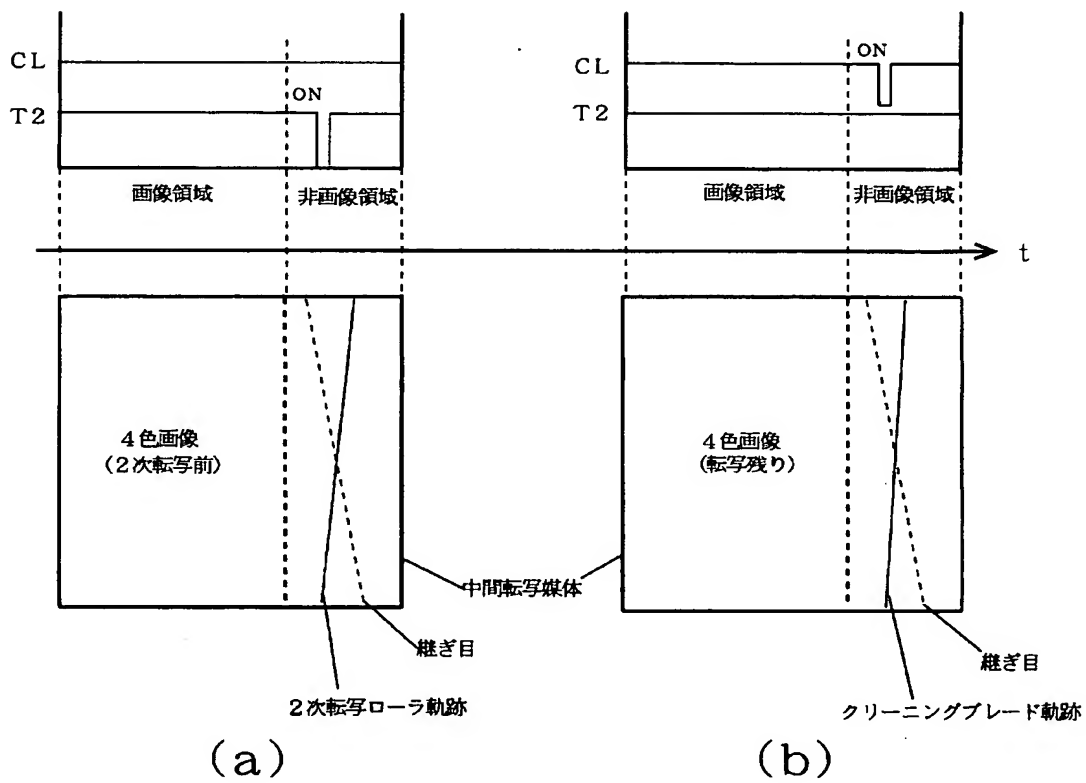 CL
ON
T2
画像領域
非画像領域
ON
CL
T2
画像領域
非画像領域
t
4色画像
(2次転写前)
4色画像
(転写残り)
中間転写媒体
継ぎ目
2次転写ローラ軌跡
継ぎ目
クリーニングブレード軌跡
(a)
(b)